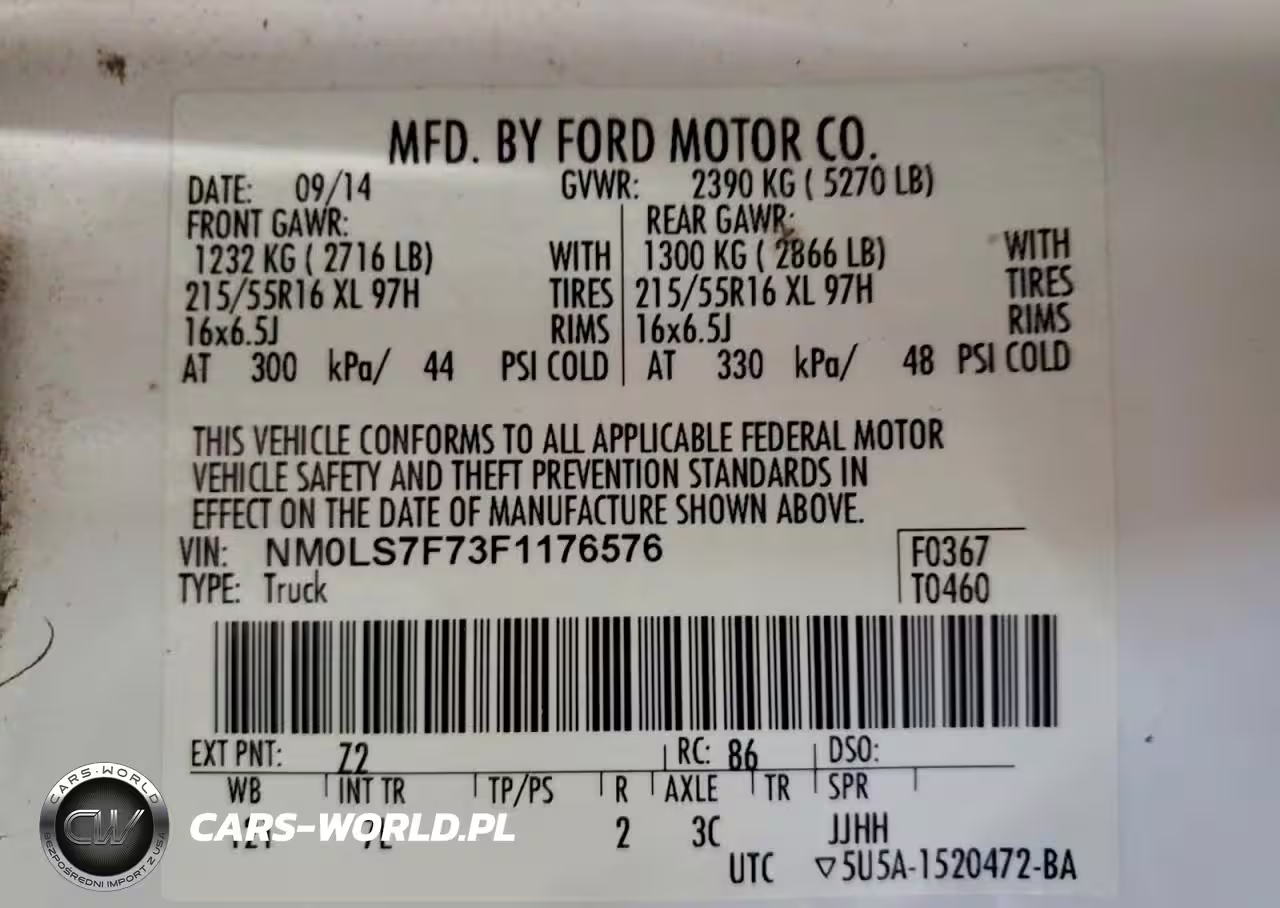 MFD. BY FORD MOTOR CO.
DATE: 09/14 GVWR: 2390 KG ( 5270 LB)
FRONT GAWR: REAR GAWR:
1232 KG ( 2716 LB) WITH 1300 KG ( 2866 LB) WITH
215/55R16 XL 97H TIRES 215/55R16 XL 97H TIRES
16x6.5J RIMS 16x6.5J RIMS
AT 300 kPa/ 44 PSI COLD AT 330 kPa/ 48 PSI COLD
THIS VEHICLE CONFORMS TO ALL APPLICABLE FEDERAL MOTOR
VEHICLE SAFETY AND THEFT PREVENTION STANDARDS IN
EFFECT ON THE DATE OF MANUFACTURE SHOWN ABOVE.
VIN: NM0LS7F73F1176576 F0367
TYPE: Truck T0460
EXT PNT: Z2 RC: 86 DSO:
WB INT TR TP/PS R AXLE TR SPR
2 3C JJHH
UTC ▽5U5A-1520472-BA
CARS-WORLD
CW
BEZPOŚREDNI IMPORT Z USA
CARS-WORLD.PL